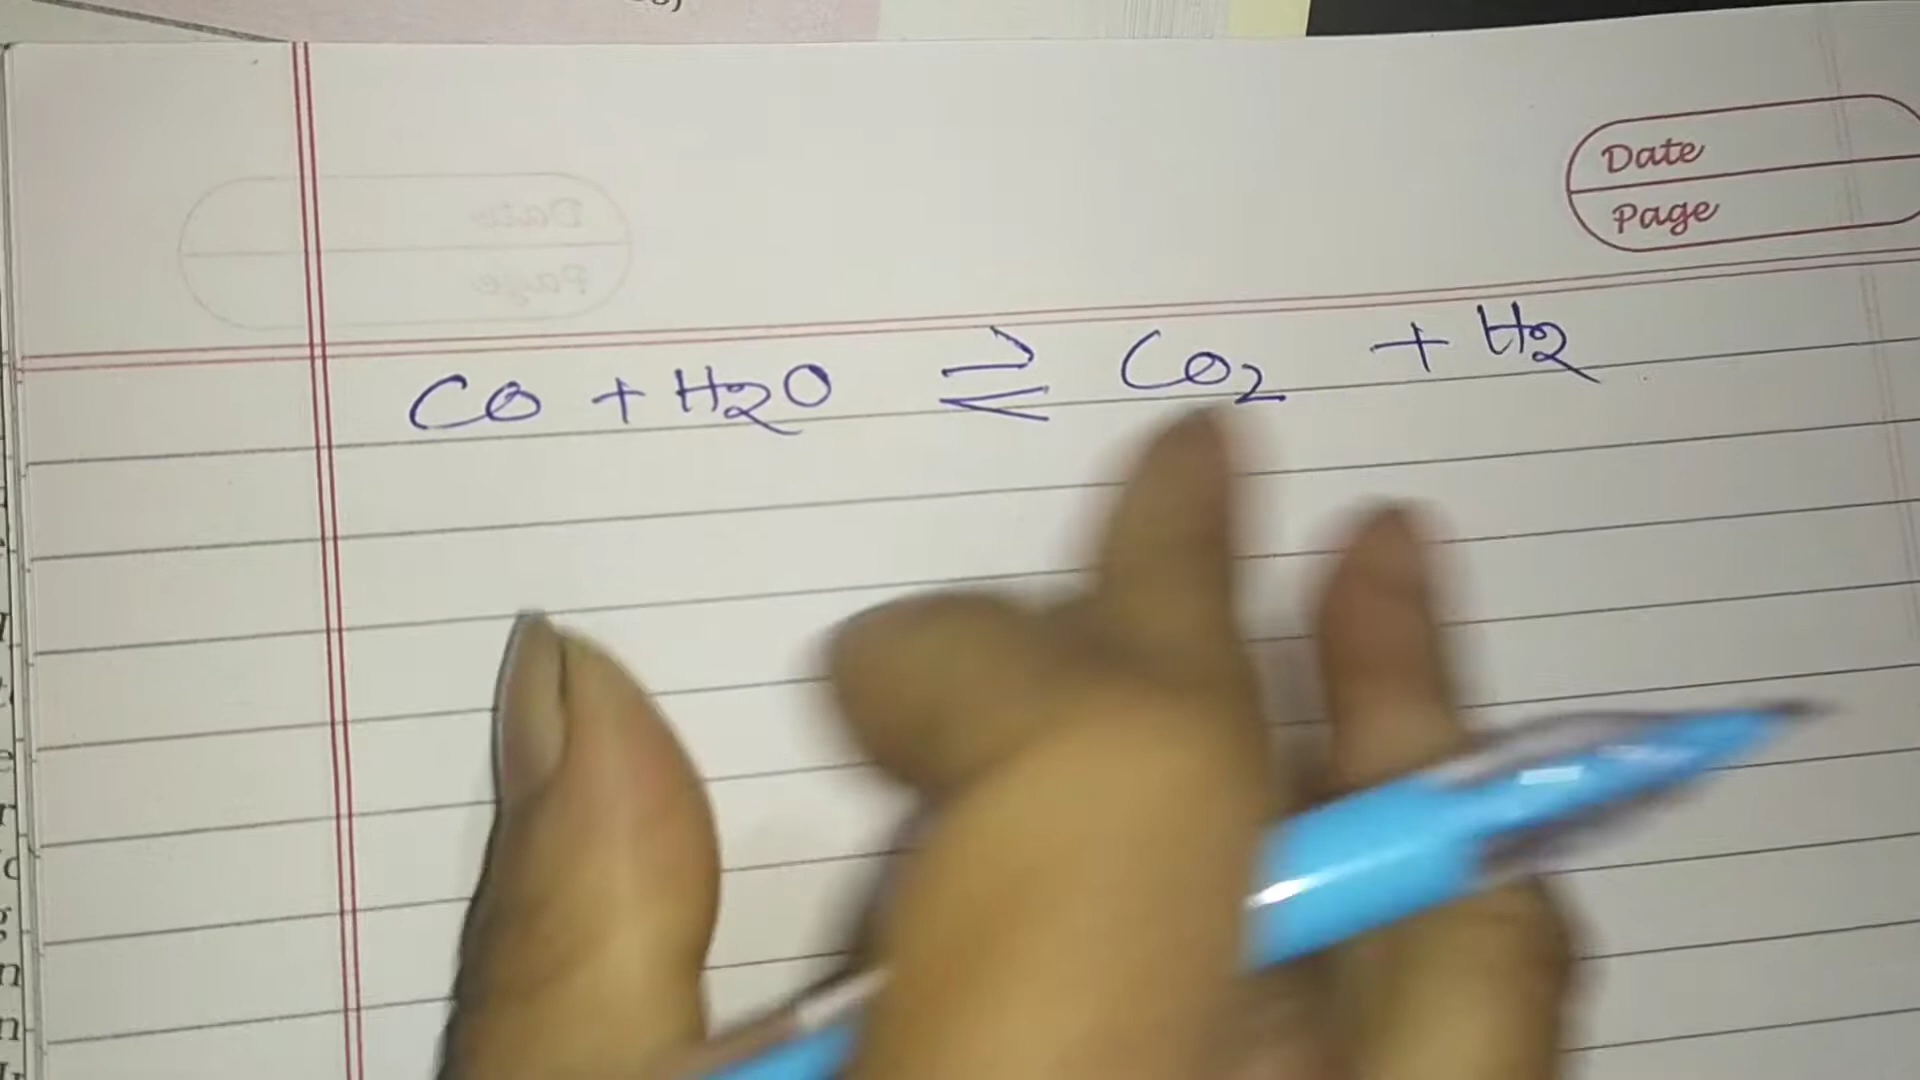 Date
Page
CO + H2O ⇌ CO2 + H2